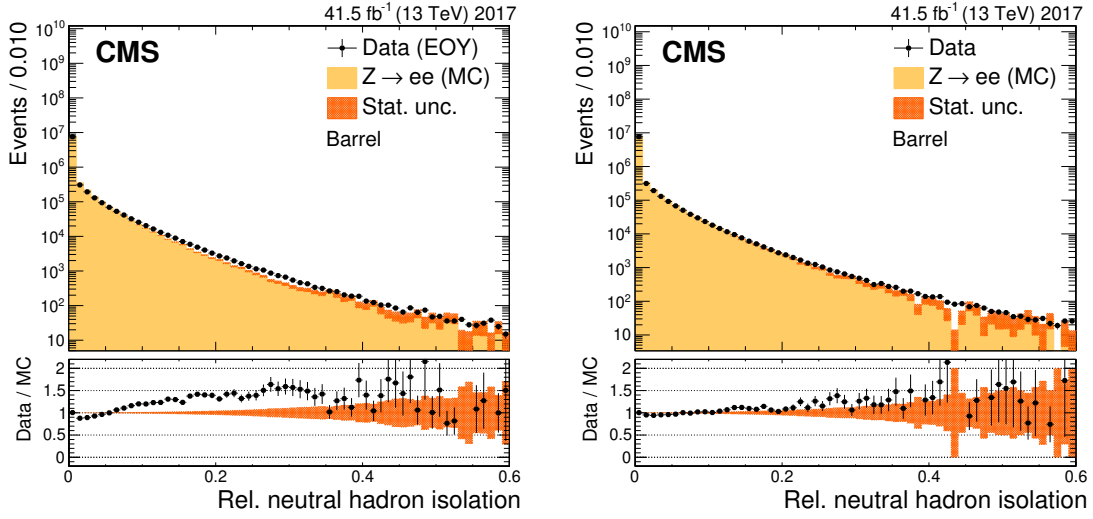 41.5 fb⁻¹ (13 TeV) 2017
CMS
Data (EOY)
Z → ee (MC)
Stat. unc.
Barrel
Events / 0.010
10¹⁰
10⁹
10⁸
10⁷
10⁶
10⁵
10⁴
10³
10²
10
Data / MC
2
1.5
1
0.5
0
0 0.2 0.4 0.6
Rel. neutral hadron isolation
41.5 fb⁻¹ (13 TeV) 2017
CMS
Data
Z → ee (MC)
Stat. unc.
Barrel
Events / 0.010
10¹⁰
10⁹
10⁸
10⁷
10⁶
10⁵
10⁴
10³
10²
10
Data / MC
2
1.5
1
0.5
0
0 0.2 0.4 0.6
Rel. neutral hadron isolation